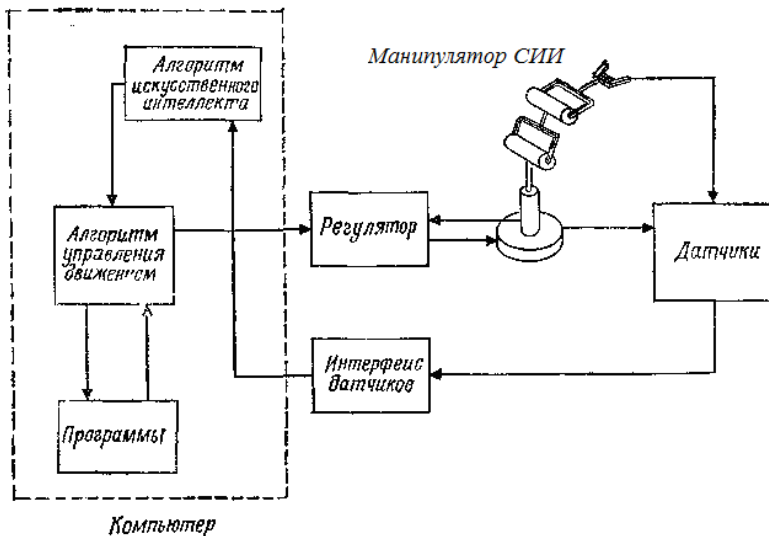 Алгоритм
искусственного
интеллекта
Манипулятор СИИ
Алгоритм
управления
движением
Регулятор
Датчики
Интерфейс
датчиков
Программы
Компьютер